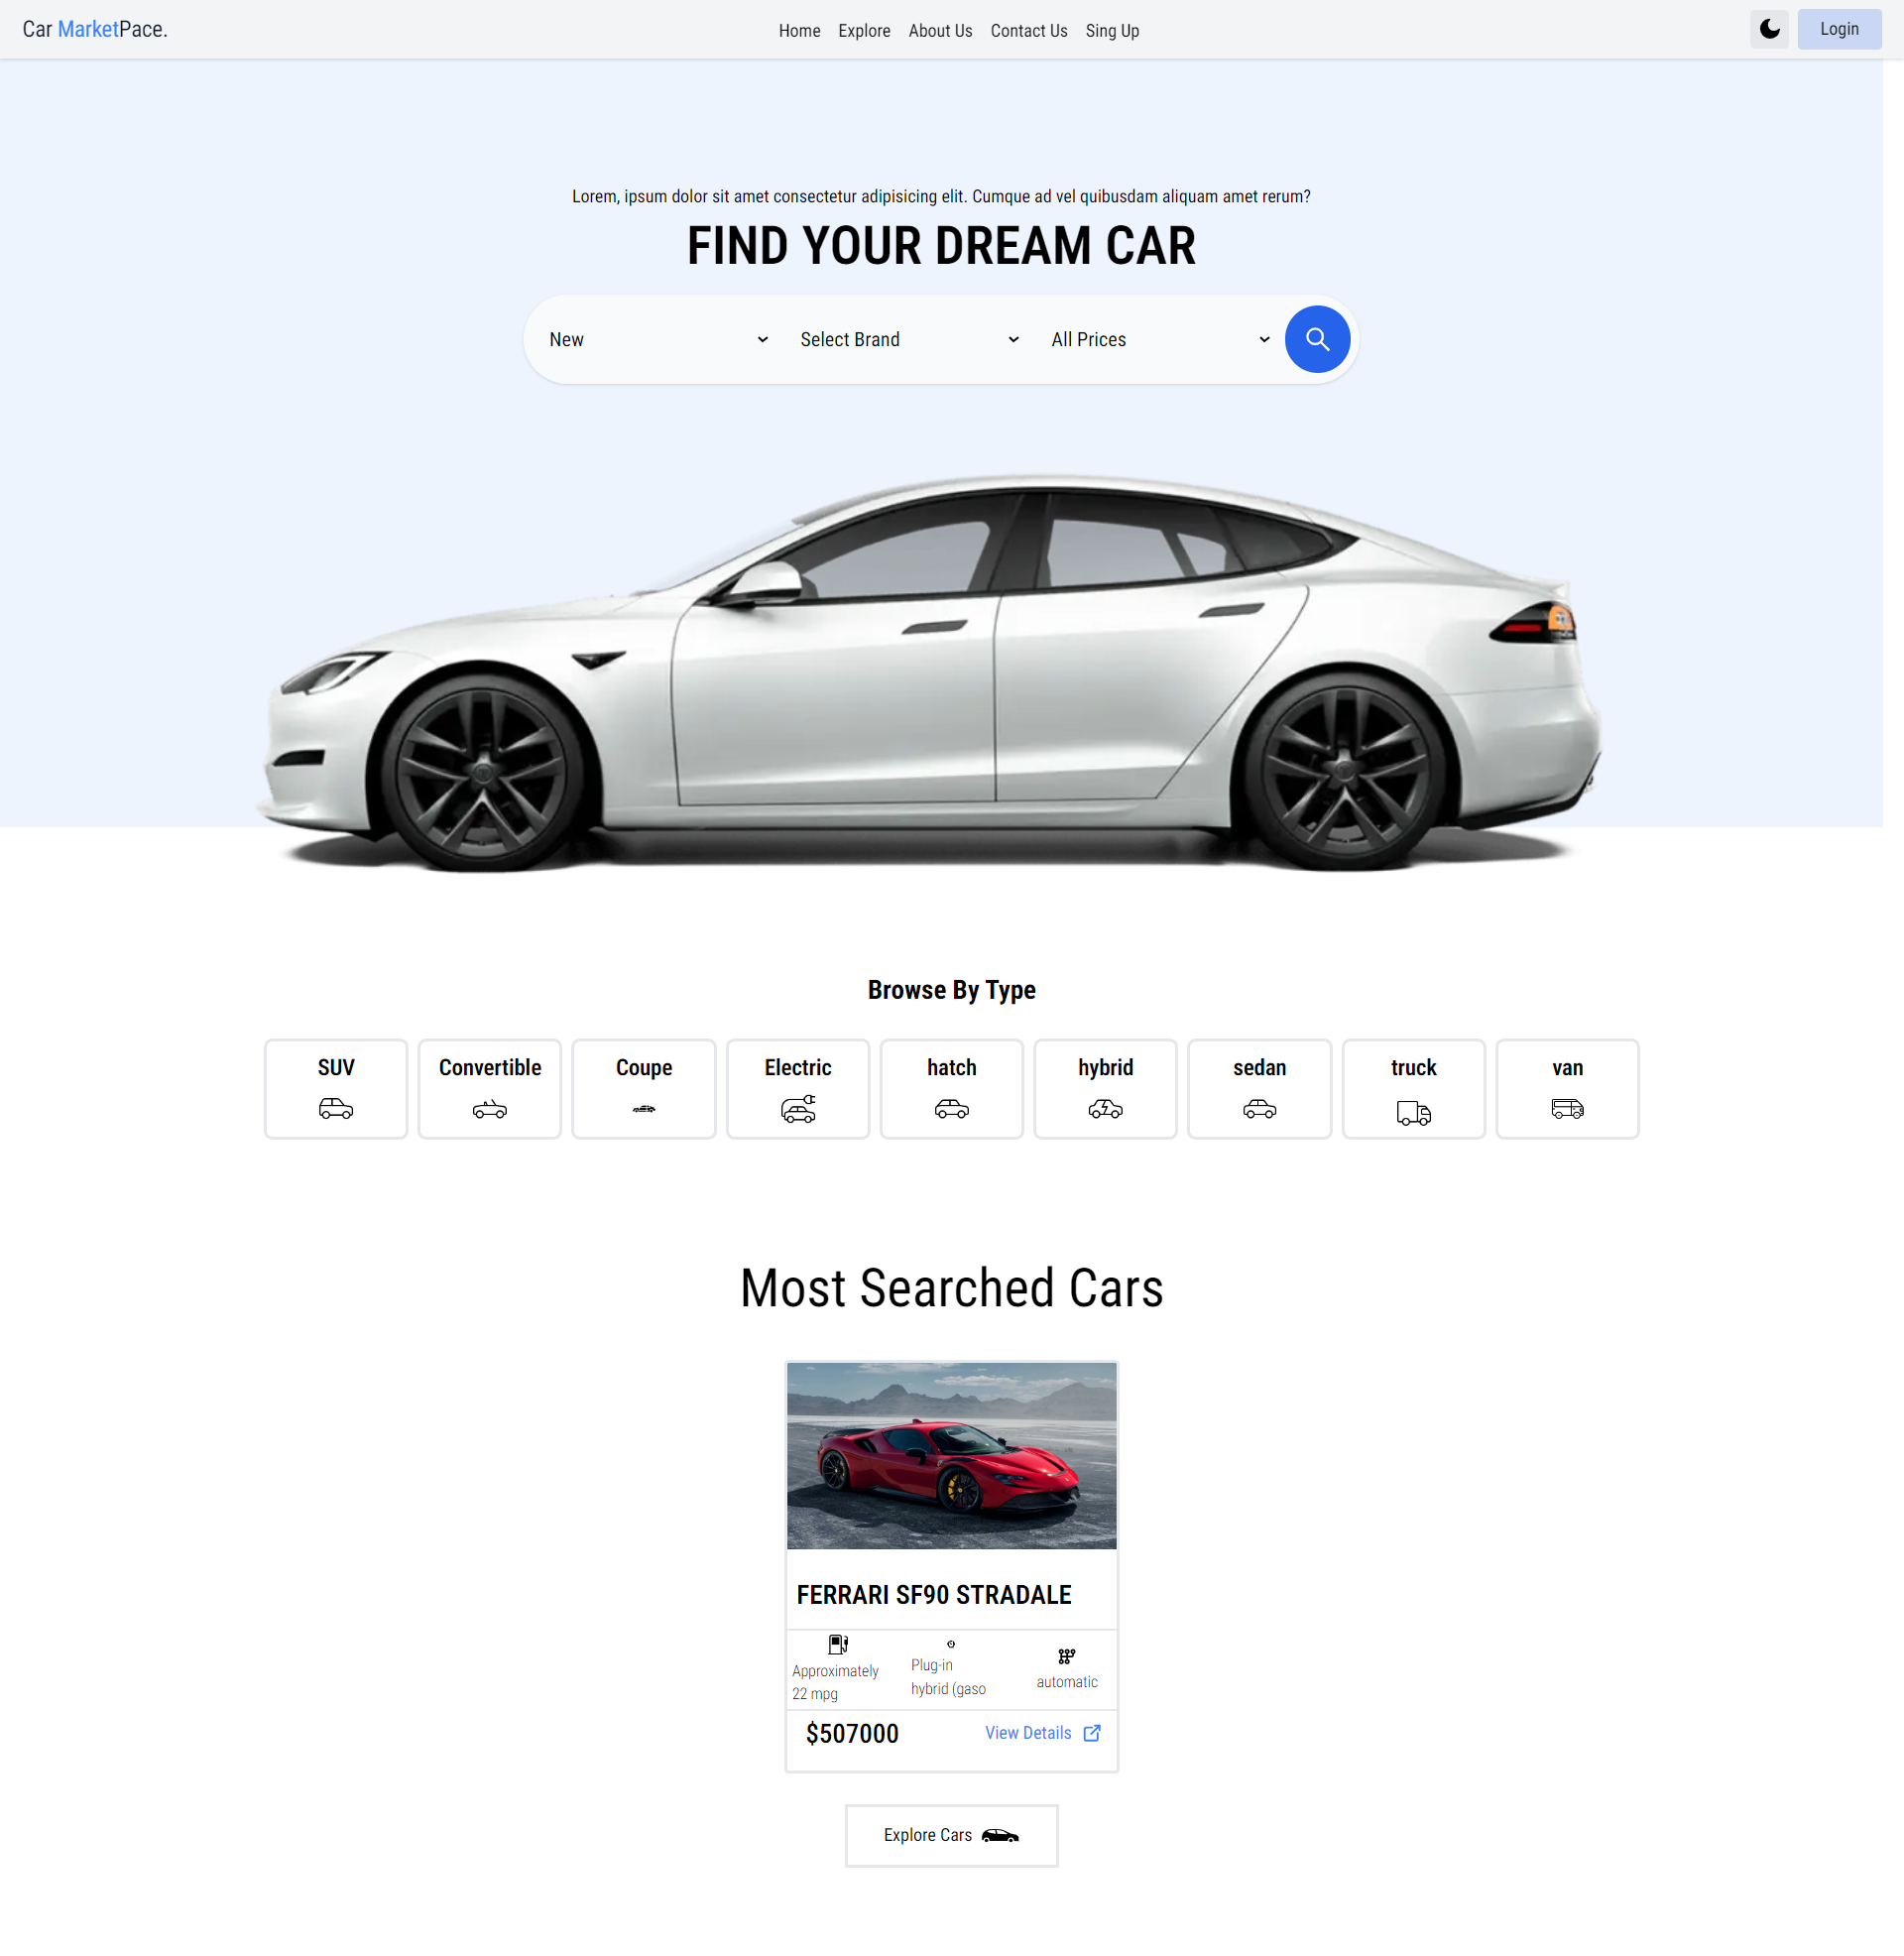 Car MarketPace.
Home Explore About Us Contact Us Sing Up
Login
Lorem, ipsum dolor sit amet consectetur adipisicing elit. Cumque ad vel quibusdam aliquam amet rerum?
FIND YOUR DREAM CAR
New Select Brand All Prices
Browse By Type
SUV Convertible Coupe Electric hatch hybrid sedan truck van
Most Searched Cars
FERRARI SF90 STRADALE
Approximately
22 mpg
Plug-in
hybrid (gaso
automatic
$507000 View Details
Explore Cars